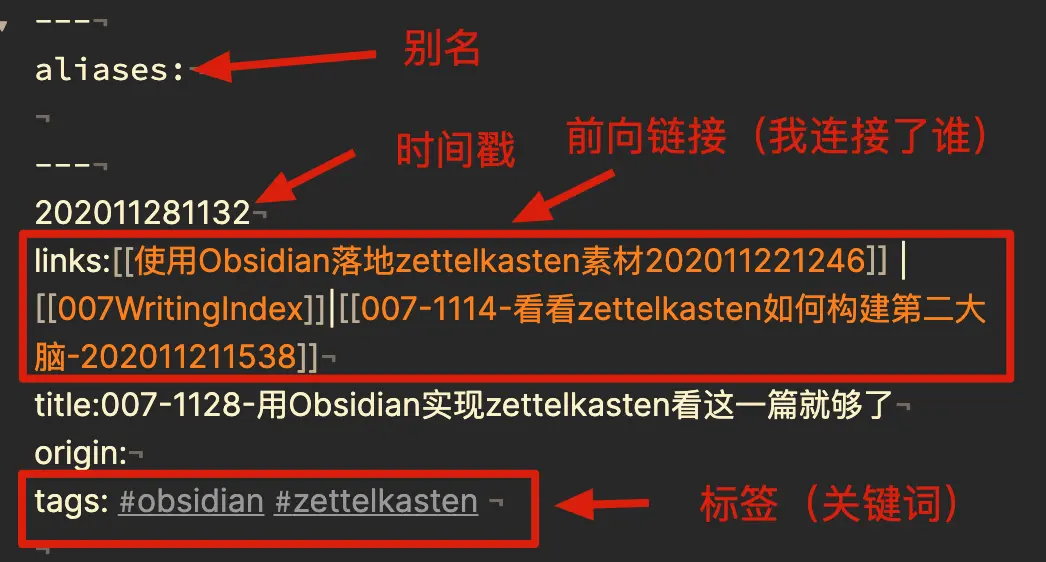 ---¬
别名
aliases:¬
¬
前向链接（我连接了谁）
时间戳
---¬
202011281132¬
links:[[使用Obsidian落地zettelkasten素材202011221246]] |
[[007WritingIndex]]|[[007-1114-看看zettelkasten如何构建第二大
脑-202011211538]]¬
title:007-1128-用Obsidian实现zettelkasten看这一篇就够了¬
origin:¬
tags: #obsidian #zettelkasten ¬
标签（关键词）
¬